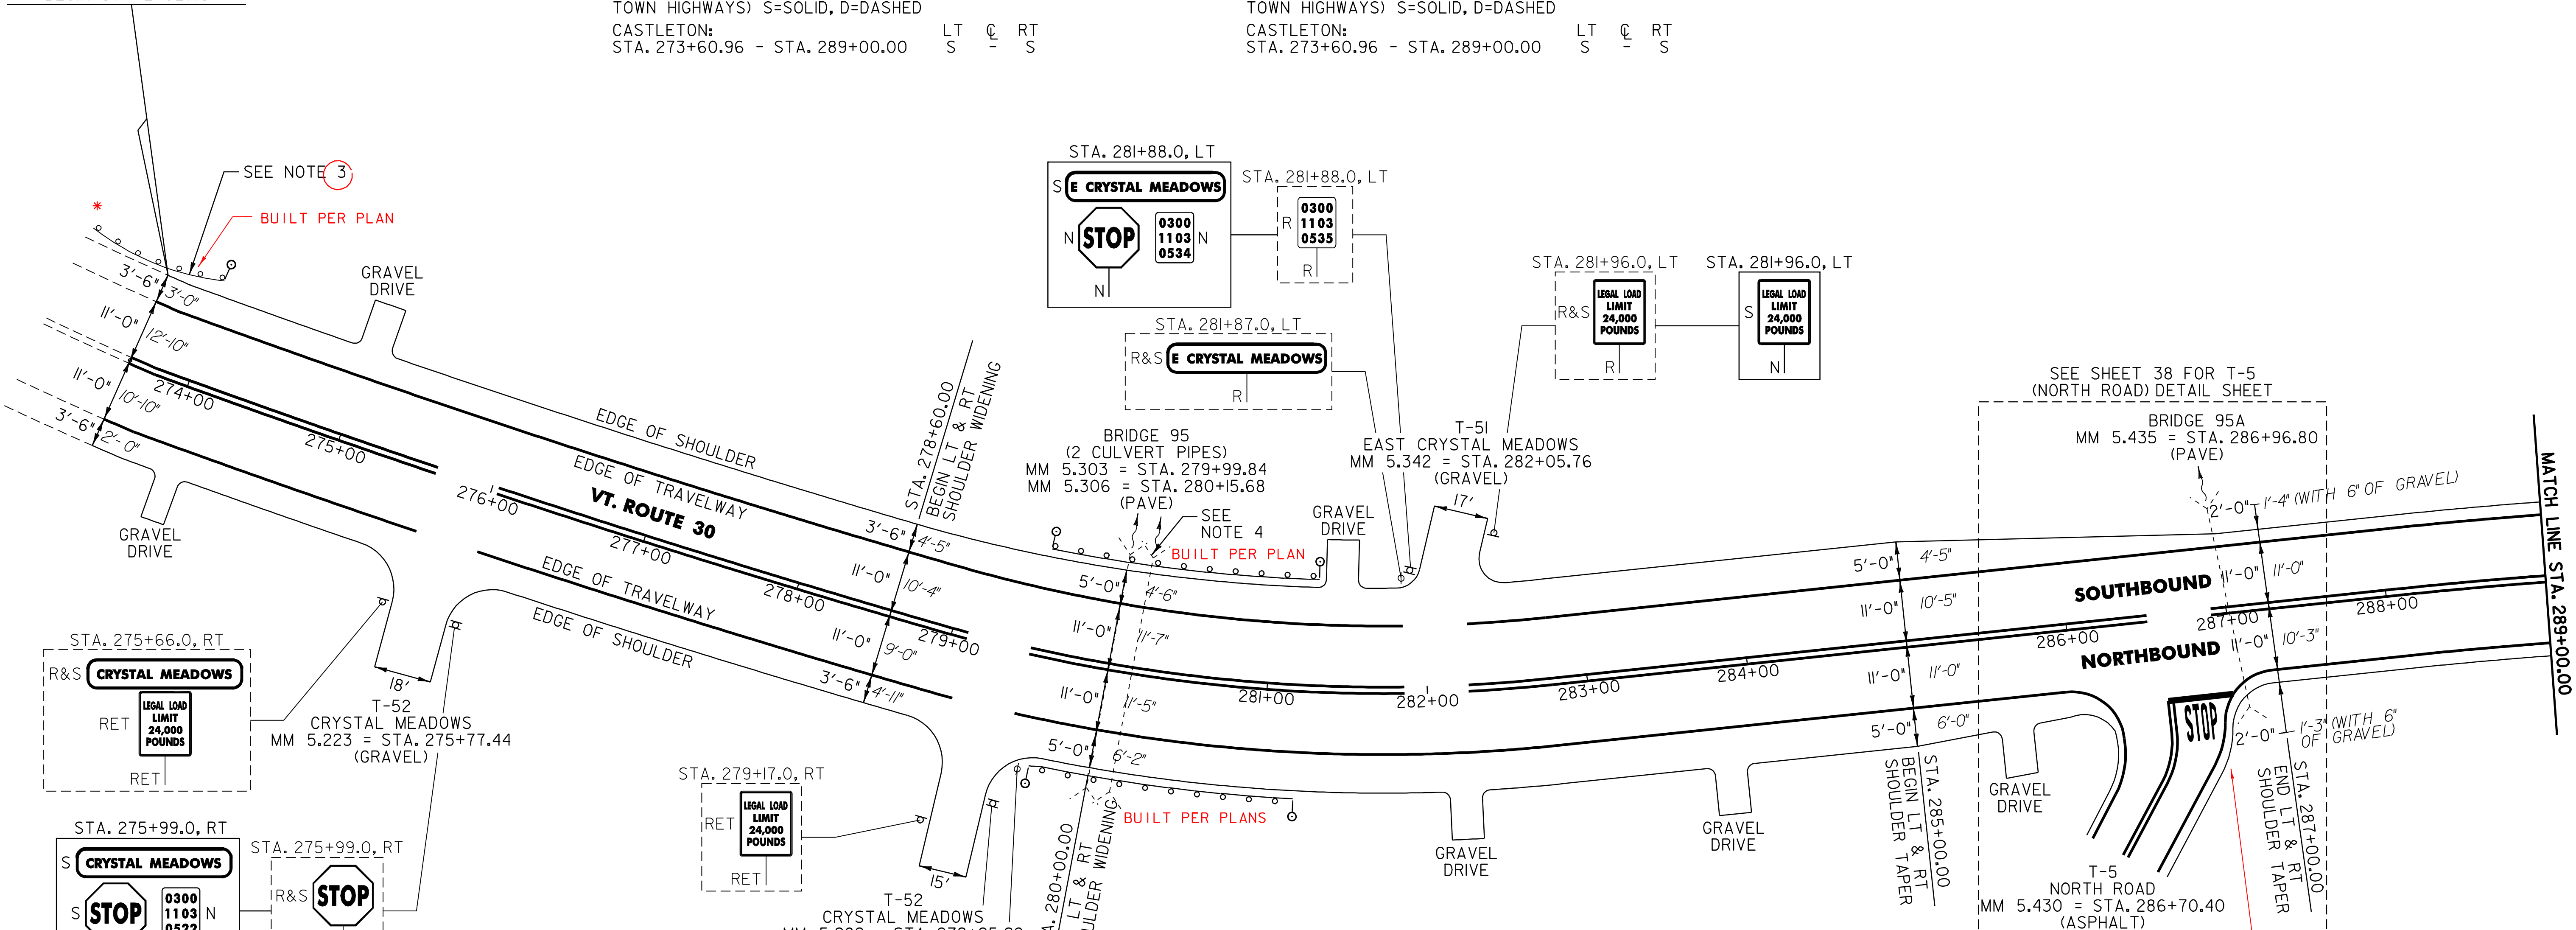 TOWN HIGHWAYS) S=SOLID, D=DASHED
CASTLETON: LT ℄ RT
STA. 273+60.96 - STA. 289+00.00 S - S
TOWN HIGHWAYS) S=SOLID, D=DASHED
CASTLETON: LT ℄ RT
STA. 273+60.96 - STA. 289+00.00 S - S
SEE NOTE 3
*
BUILT PER PLAN
GRAVEL
DRIVE
3'-6" 3'-0"
11'-0" 12'-10"
11'-0" 10'-10"
3'-6" 2'-0"
274+00
275+00
276+00
277+00
278+00
279+00
281+00
282+00
283+00
284+00
286+00
287+00
288+00
GRAVEL
DRIVE
EDGE OF SHOULDER
EDGE OF TRAVELWAY
VT. ROUTE 30
EDGE OF TRAVELWAY
EDGE OF SHOULDER
STA. 278+60.00
BEGIN LT & RT
SHOULDER WIDENING
3'-6" 4'-5"
11'-0" 10'-4"
11'-0" 9'-0"
3'-6" 4'-11"
STA. 275+66.0, RT
R&S CRYSTAL MEADOWS
RET
LEGAL LOAD
LIMIT
24,000
POUNDS
RET
18'
T-52
CRYSTAL MEADOWS
MM 5.223 = STA. 275+77.44
(GRAVEL)
STA. 275+99.0, RT
S CRYSTAL MEADOWS
S STOP
0300
1103 N
0522
STA. 275+99.0, RT
R&S STOP
STA. 279+17.0, RT
RET
LEGAL LOAD
LIMIT
24,000
POUNDS
RET
15'
T-52
CRYSTAL MEADOWS
STA. 281+88.0, LT
S E CRYSTAL MEADOWS
N STOP
0300
1103 N
0534
N
STA. 281+88.0, LT
R
0300
1103
0535
R
STA. 281+87.0, LT
R&S E CRYSTAL MEADOWS
R
BRIDGE 95
(2 CULVERT PIPES)
MM 5.303 = STA. 279+99.84
MM 5.306 = STA. 280+15.68
(PAVE)
SEE
NOTE 4
BUILT PER PLAN
GRAVEL
DRIVE
5'-0" 4'-6"
11'-0" 11'-7"
11'-0" 11'-5"
5'-0" 6'-2"
BUILT PER PLANS
280+00.00
LT & RT
WIDENING
T-51
EAST CRYSTAL MEADOWS
MM 5.342 = STA. 282+05.76
(GRAVEL)
17'
STA. 281+96.0, LT
R&S
LEGAL LOAD
LIMIT
24,000
POUNDS
R
STA. 281+96.0, LT
S
LEGAL LOAD
LIMIT
24,000
POUNDS
N
GRAVEL
DRIVE
GRAVEL
DRIVE
5'-0" 4'-5"
11'-0" 10'-5"
11'-0" 11'-0"
5'-0" 6'-0"
STA. 285+00.00
BEGIN LT & RT
SHOULDER TAPER
SEE SHEET 38 FOR T-5
(NORTH ROAD) DETAIL SHEET
BRIDGE 95A
MM 5.435 = STA. 286+96.80
(PAVE)
2'-0" 1'-4" (WITH 6" OF GRAVEL)
SOUTHBOUND
11'-0" 11'-0"
NORTHBOUND
11'-0" 10'-3"
GRAVEL
DRIVE
STOP
2'-0" 1'-3" (WITH 6"
OF GRAVEL)
STA. 287+00.00
END LT & RT
SHOULDER TAPER
T-5
NORTH ROAD
MM 5.430 = STA. 286+70.40
(ASPHALT)
MATCH LINE STA. 289+00.00